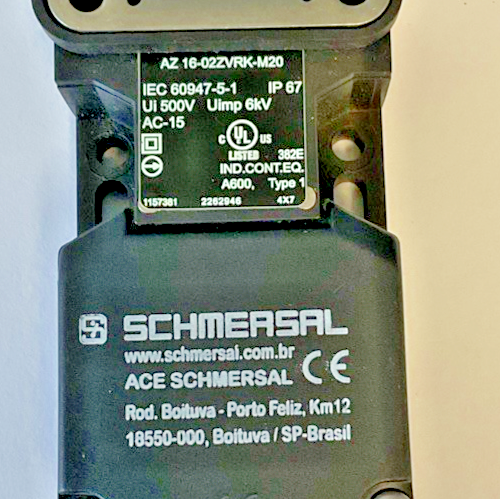 AZ 16-02ZVRK-M20
IEC 60947-5-1 IP 67
Ui 500V Uimp 6kV
AC-15
C UL US
LISTED 382E
IND.CONT.EQ.
A600, Type 1
1157361 2262946 4X7
SCHMERSAL
www.schmersal.com.br
ACE SCHMERSAL CE
Rod. Boituva - Porto Feliz, Km12
18550-000, Boituva / SP-Brasil